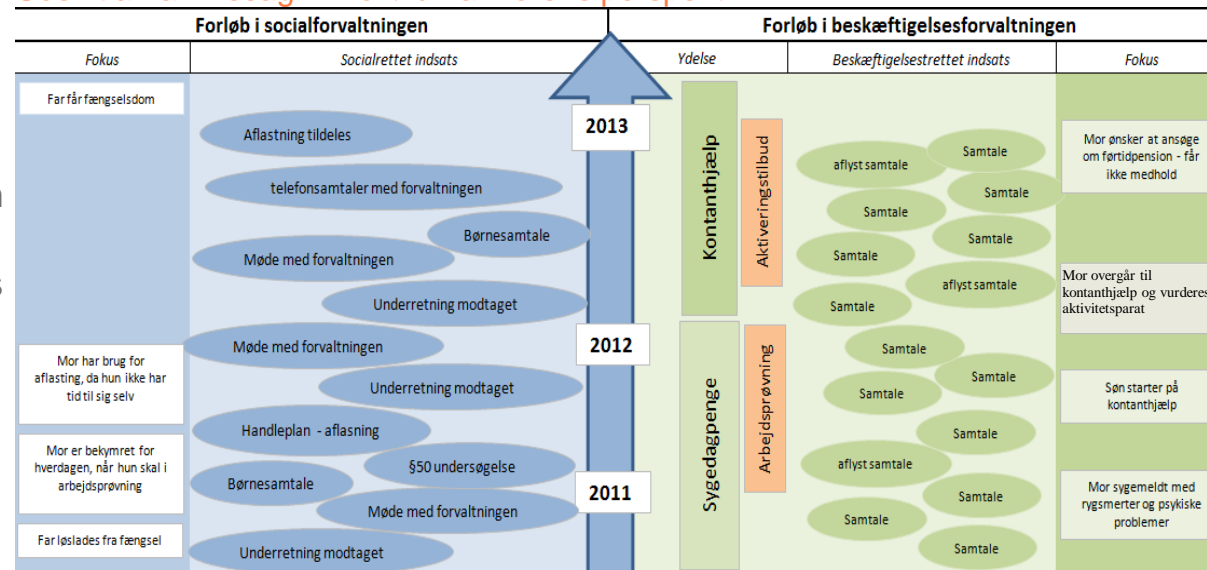 Forløb i socialforvaltningen
Forløb i beskæftigelsesforvaltningen
Fokus
Socialrettet indsats
Ydelse
Beskæftigelsestrettet indsats
Fokus
Far får fængselsdom
Mor har brug for
aflasting, da hun ikke har
tid til sig selv
Mor er bekymret for
hverdagen, når hun skal i
arbejdsprøvning
Far løslades fra fængsel
Aflastning tildeles
telefonsamtaler med forvaltningen
Børnesamtale
Møde med forvaltningen
Underretning modtaget
Møde med forvaltningen
Underretning modtaget
Handleplan - aflasning
§50 undersøgelse
Børnesamtale
Møde med forvaltningen
Underretning modtaget
2013
2012
2011
Kontanthjælp
Sygedagpenge
Aktiveringstilbud
Arbejdsprøvning
Samtale
aflyst samtale
Samtale
Samtale
Samtale
Samtale
aflyst samtale
Samtale
Samtale
Samtale
Samtale
Samtale
aflyst samtale
Samtale
Samtale
Samtale
Mor ønsker at ansøge
om førtidpension - får
ikke medhold
Mor overgår til
kontanthjælp og vurderes
aktivitetsparat
Søn starter på
kontanthjælp
Mor sygemeldt med
rygsmerter og psykiske
problemer